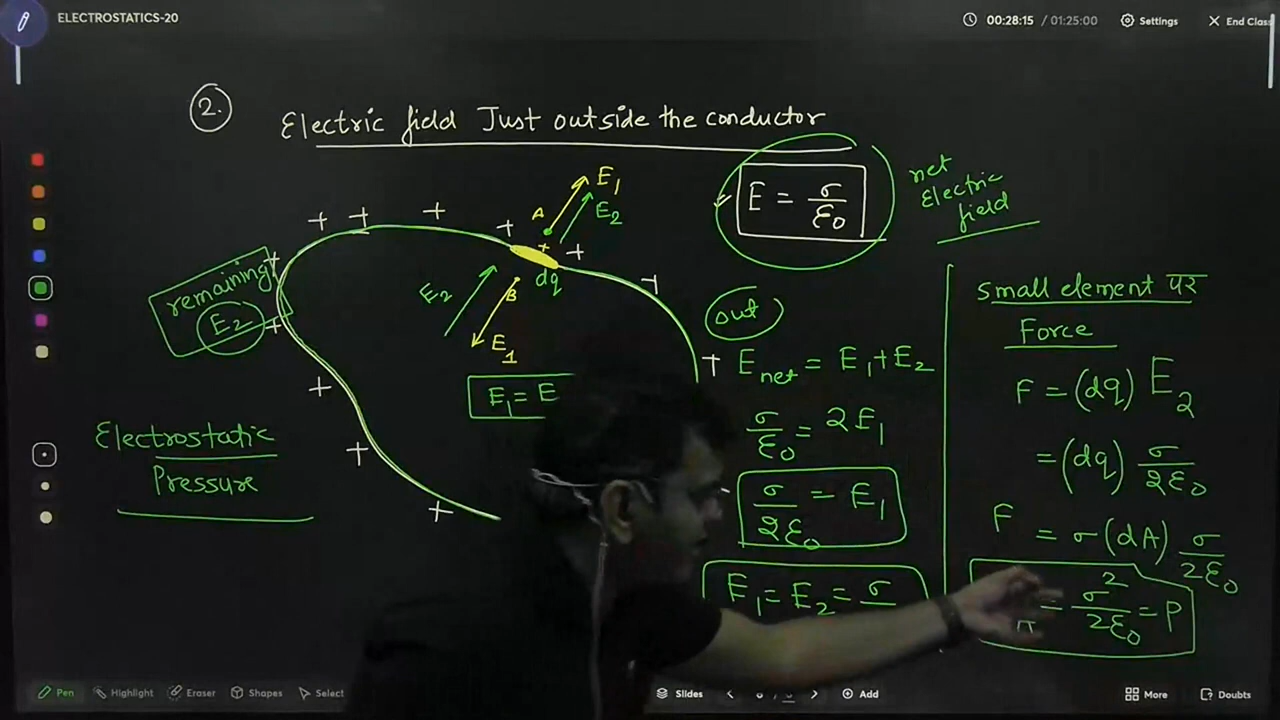 ELECTROSTATICS-20
00:28:15 / 01:25:00
Settings
End Class
2.
Electric field Just outside the conductor
E = σ/ε0
net
Electric
field
E1
E2
A
+ + + + + + + + + + + + +
dq
B
E2
E1
remaining
E2
E1 = E
Electrostatic
Pressure
out
Enet = E1+E2
σ/ε0 = 2E1
σ/2ε0 = E1
E1 = E2 = σ
small element पर
Force
F = (dq) E2
= (dq) σ/2ε0
F = σ(dA) σ/2ε0
= σ²/2ε0 = P
Pen
Highlight
Eraser
Shapes
Select
Slides
Add
More
Doubts